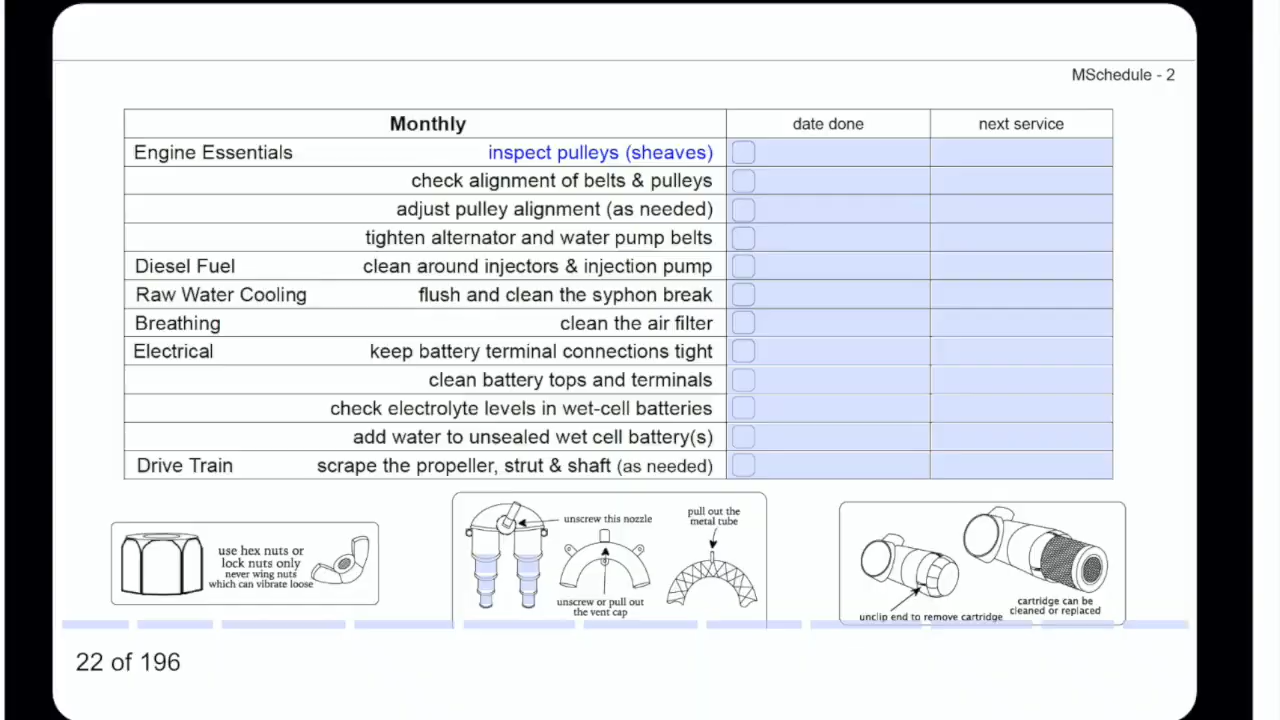 MSchedule - 2
Monthly date done next service
Engine Essentials inspect pulleys (sheaves)
check alignment of belts & pulleys
adjust pulley alignment (as needed)
tighten alternator and water pump belts
Diesel Fuel clean around injectors & injection pump
Raw Water Cooling flush and clean the syphon break
Breathing clean the air filter
Electrical keep battery terminal connections tight
clean battery tops and terminals
check electrolyte levels in wet-cell batteries
add water to unsealed wet cell battery(s)
Drive Train scrape the propeller, strut & shaft (as needed)
use hex nuts or
lock nuts only
never wing nuts
which can vibrate loose
unscrew this nozzle
unscrew or pull out
the vent cap
pull out the
metal tube
unclip end to remove cartridge
cartridge can be
cleaned or replaced
22 of 196